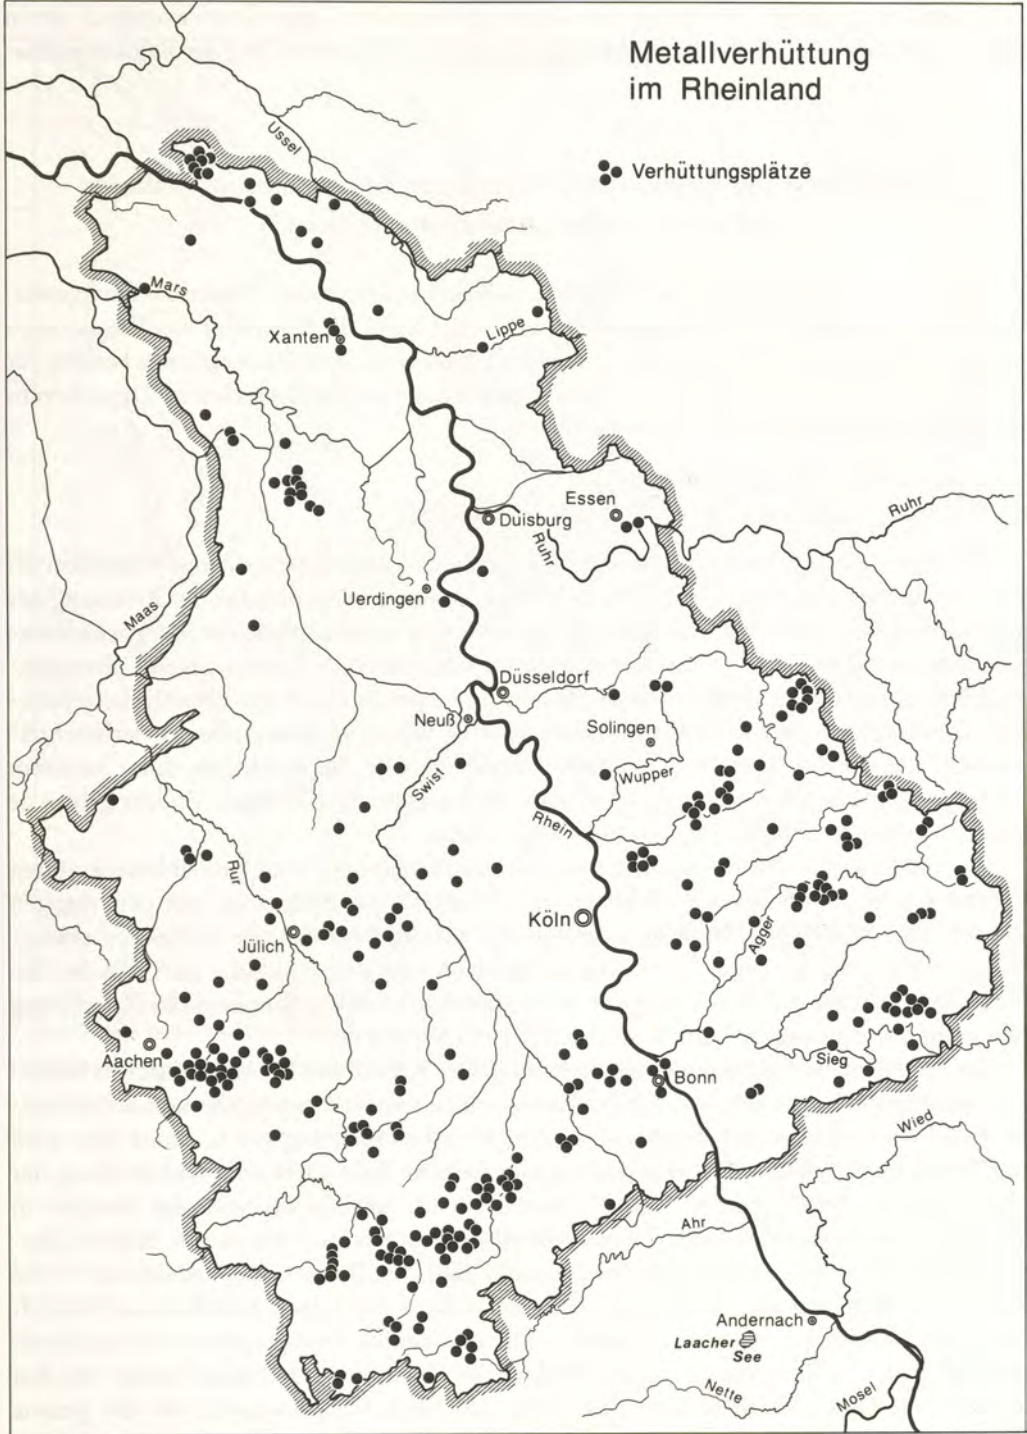 Metallverhüttung
im Rheinland
Verhüttungsplätze
Ussel
Mars
Xanten
Lippe
Essen
Duisburg
Ruhr
Ruhr
Uerdingen
Maas
Düsseldorf
Neuß
Solingen
Swist
Wupper
Rhein
Rur
Köln
Jülich
Agger
Aachen
Sieg
Bonn
Wied
Ahr
Andernach
Laacher
See
Nette
Mosel